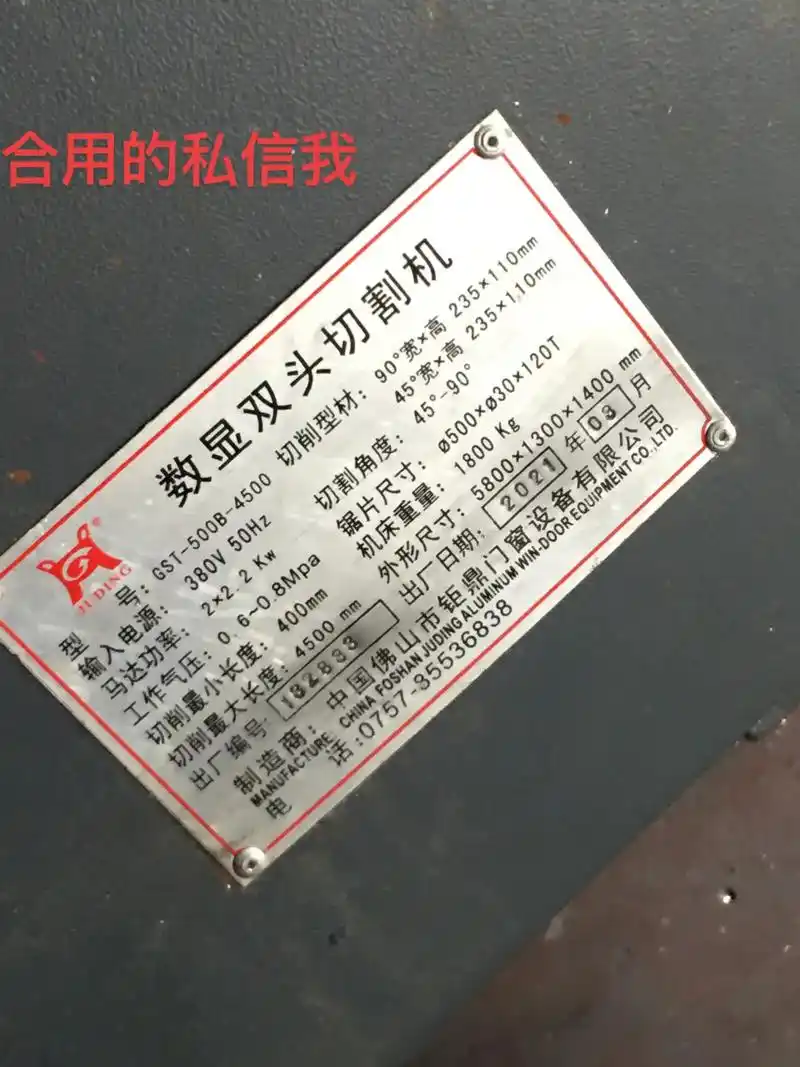 合用的私信我
数显双头切割机
JUDING
®
型 号: GST-500B-4500
输入电源: 380V 50Hz
马达功率: 2×2.2 Kw
工作气压: 0.6~0.8Mpa
切削最小长度: 400mm
切削最大长度: 4500 mm
出厂编号: 182833
切削型材: 90°宽×高 235×110mm
45°宽×高 235×110mm
切割角度: 45°-90°
锯片尺寸: ø500×ø30×120T
机床重量: 1800 Kg
外形尺寸: 5800×1300×1400 mm
出厂日期: 2021 年 03 月
制造商: 中国佛山市钜鼎门窗设备有限公司
MANUFACTURE: CHINA FOSHAN JUDING ALUMINUM WIN-DOOR EQUIPMENT CO.,LTD.
电 话:0757-35536838